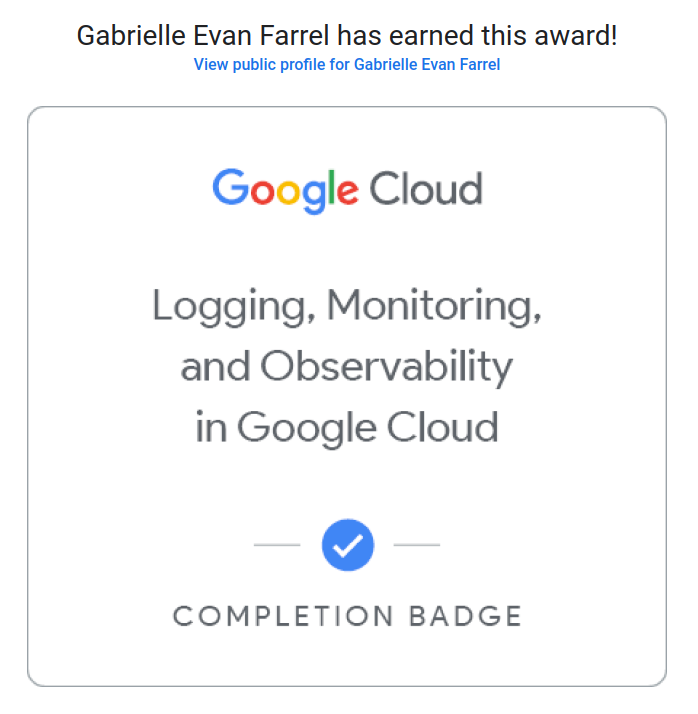 Gabrielle Evan Farrel has earned this award!
View public profile for Gabrielle Evan Farrel
Google Cloud
Logging, Monitoring,
and Observability
in Google Cloud
COMPLETION BADGE